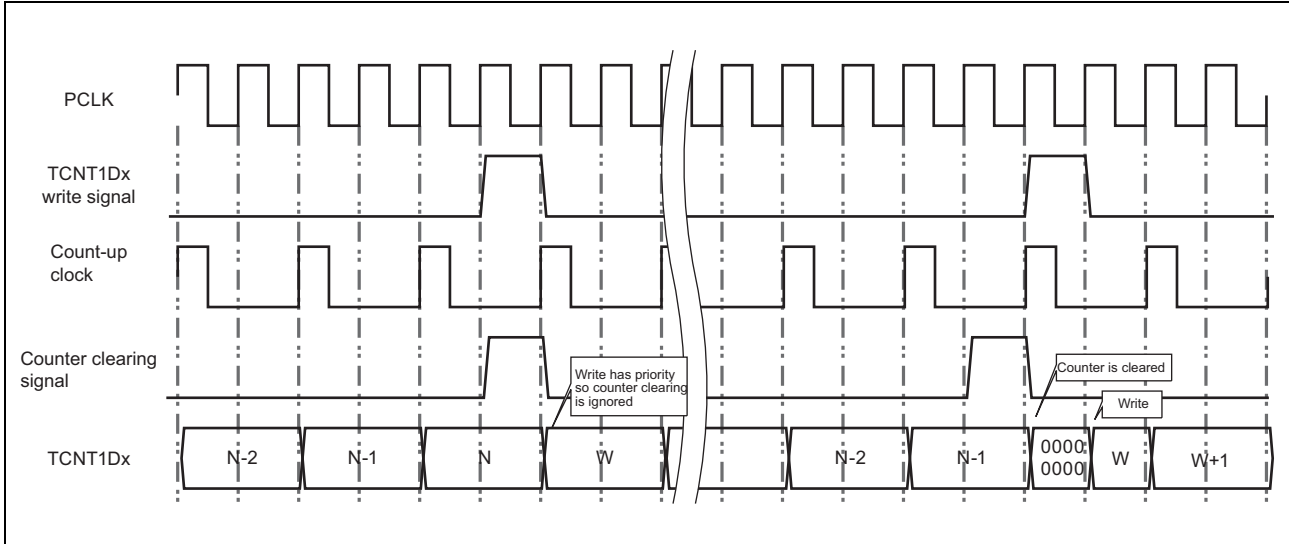 PCLK
TCNT1Dx
write signal
Count-up
clock
Counter clearing
signal
Write has priority
so counter clearing
is ignored
Counter is cleared
Write
TCNT1Dx
N-2
N-1
N
W
N-2
N-1
0000
0000
W
W+1